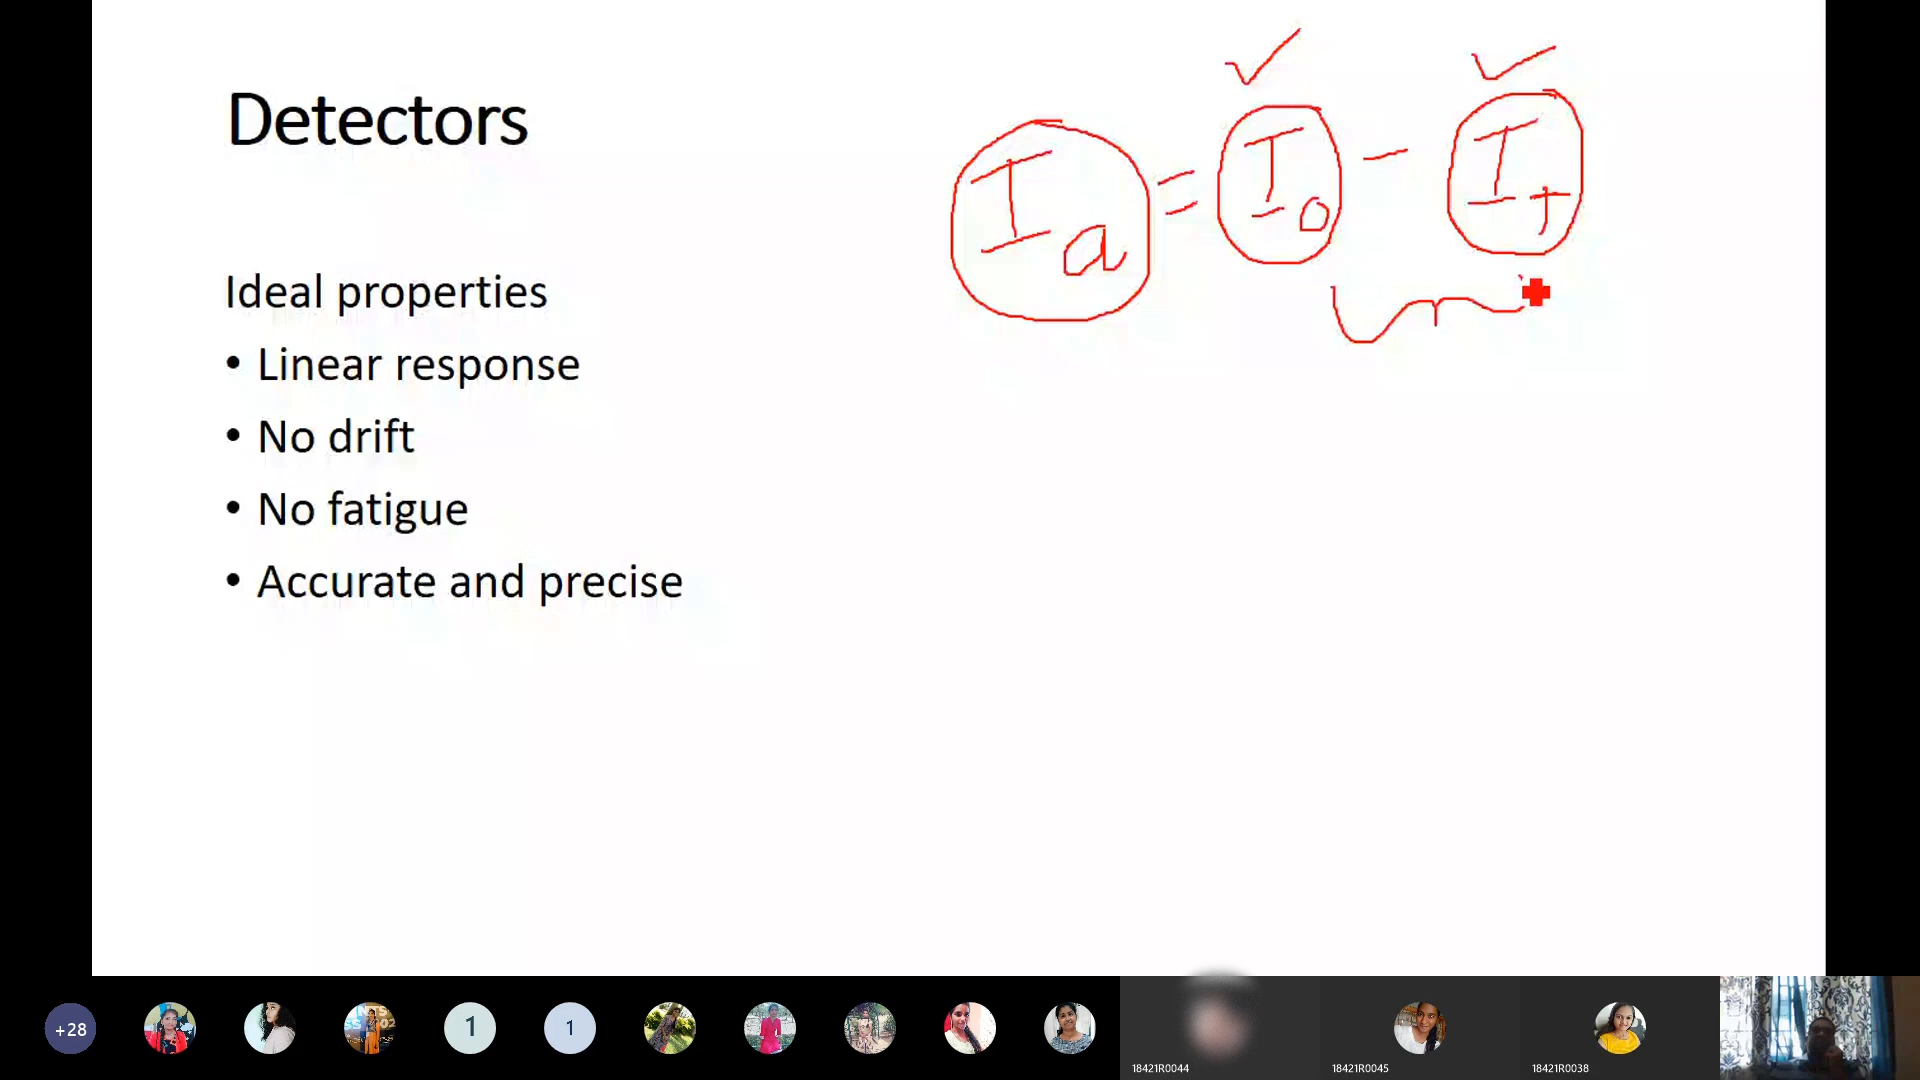 Detectors
Iₐ = I₀ - Iₜ
Ideal properties
• Linear response
• No drift
• No fatigue
• Accurate and precise
+28
1
1
18421R0044
18421R0045
18421R0038